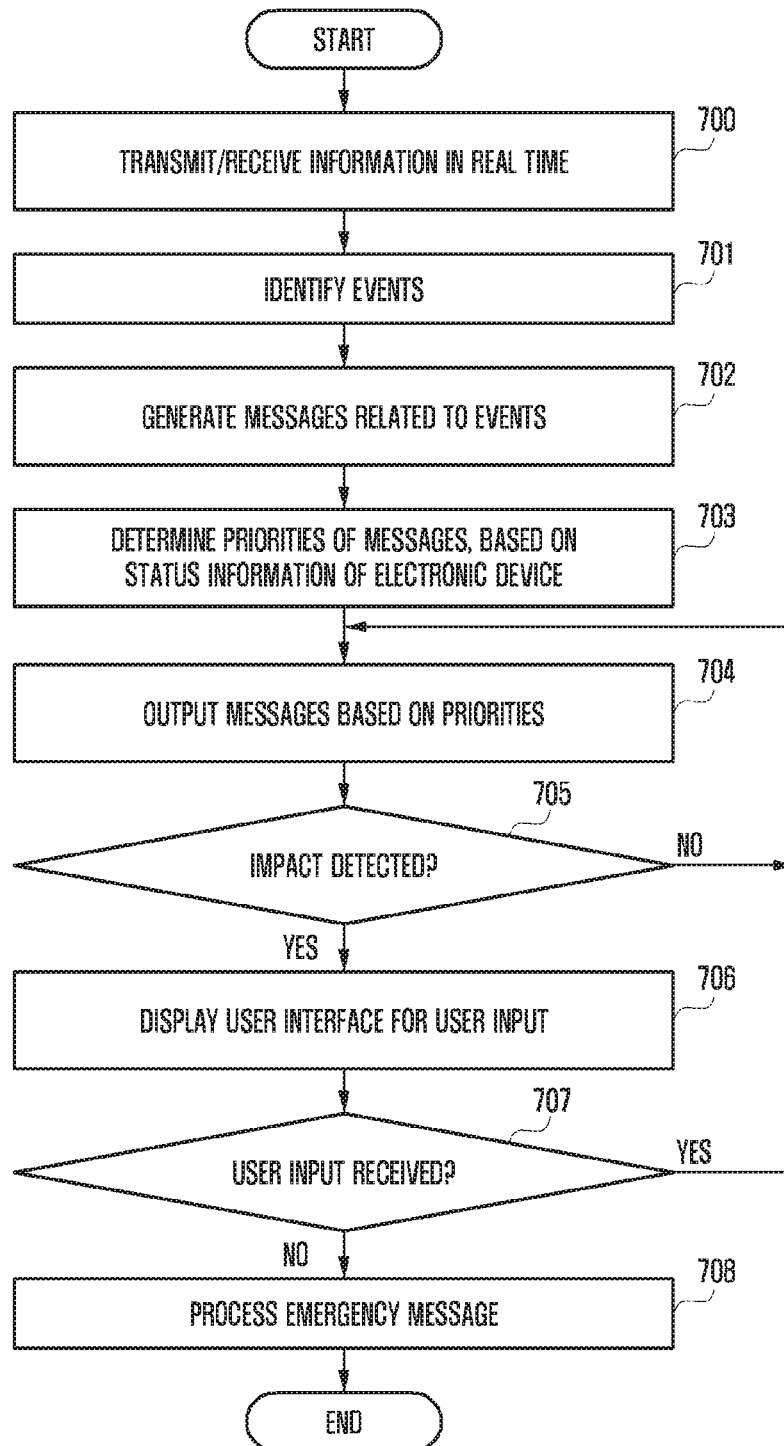 START
700
TRANSMIT/RECEIVE INFORMATION IN REAL TIME
701
IDENTIFY EVENTS
702
GENERATE MESSAGES RELATED TO EVENTS
703
DETERMINE PRIORITIES OF MESSAGES, BASED ON
STATUS INFORMATION OF ELECTRONIC DEVICE
704
OUTPUT MESSAGES BASED ON PRIORITIES
705
IMPACT DETECTED?
NO
YES
706
DISPLAY USER INTERFACE FOR USER INPUT
707
USER INPUT RECEIVED?
YES
NO
708
PROCESS EMERGENCY MESSAGE
END